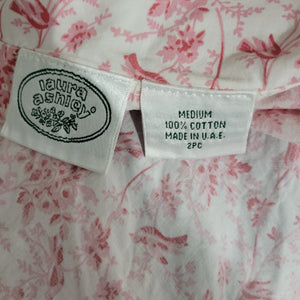 laura
ashley®
MEDIUM
100% COTTON
MADE IN U.A.E.
2PC